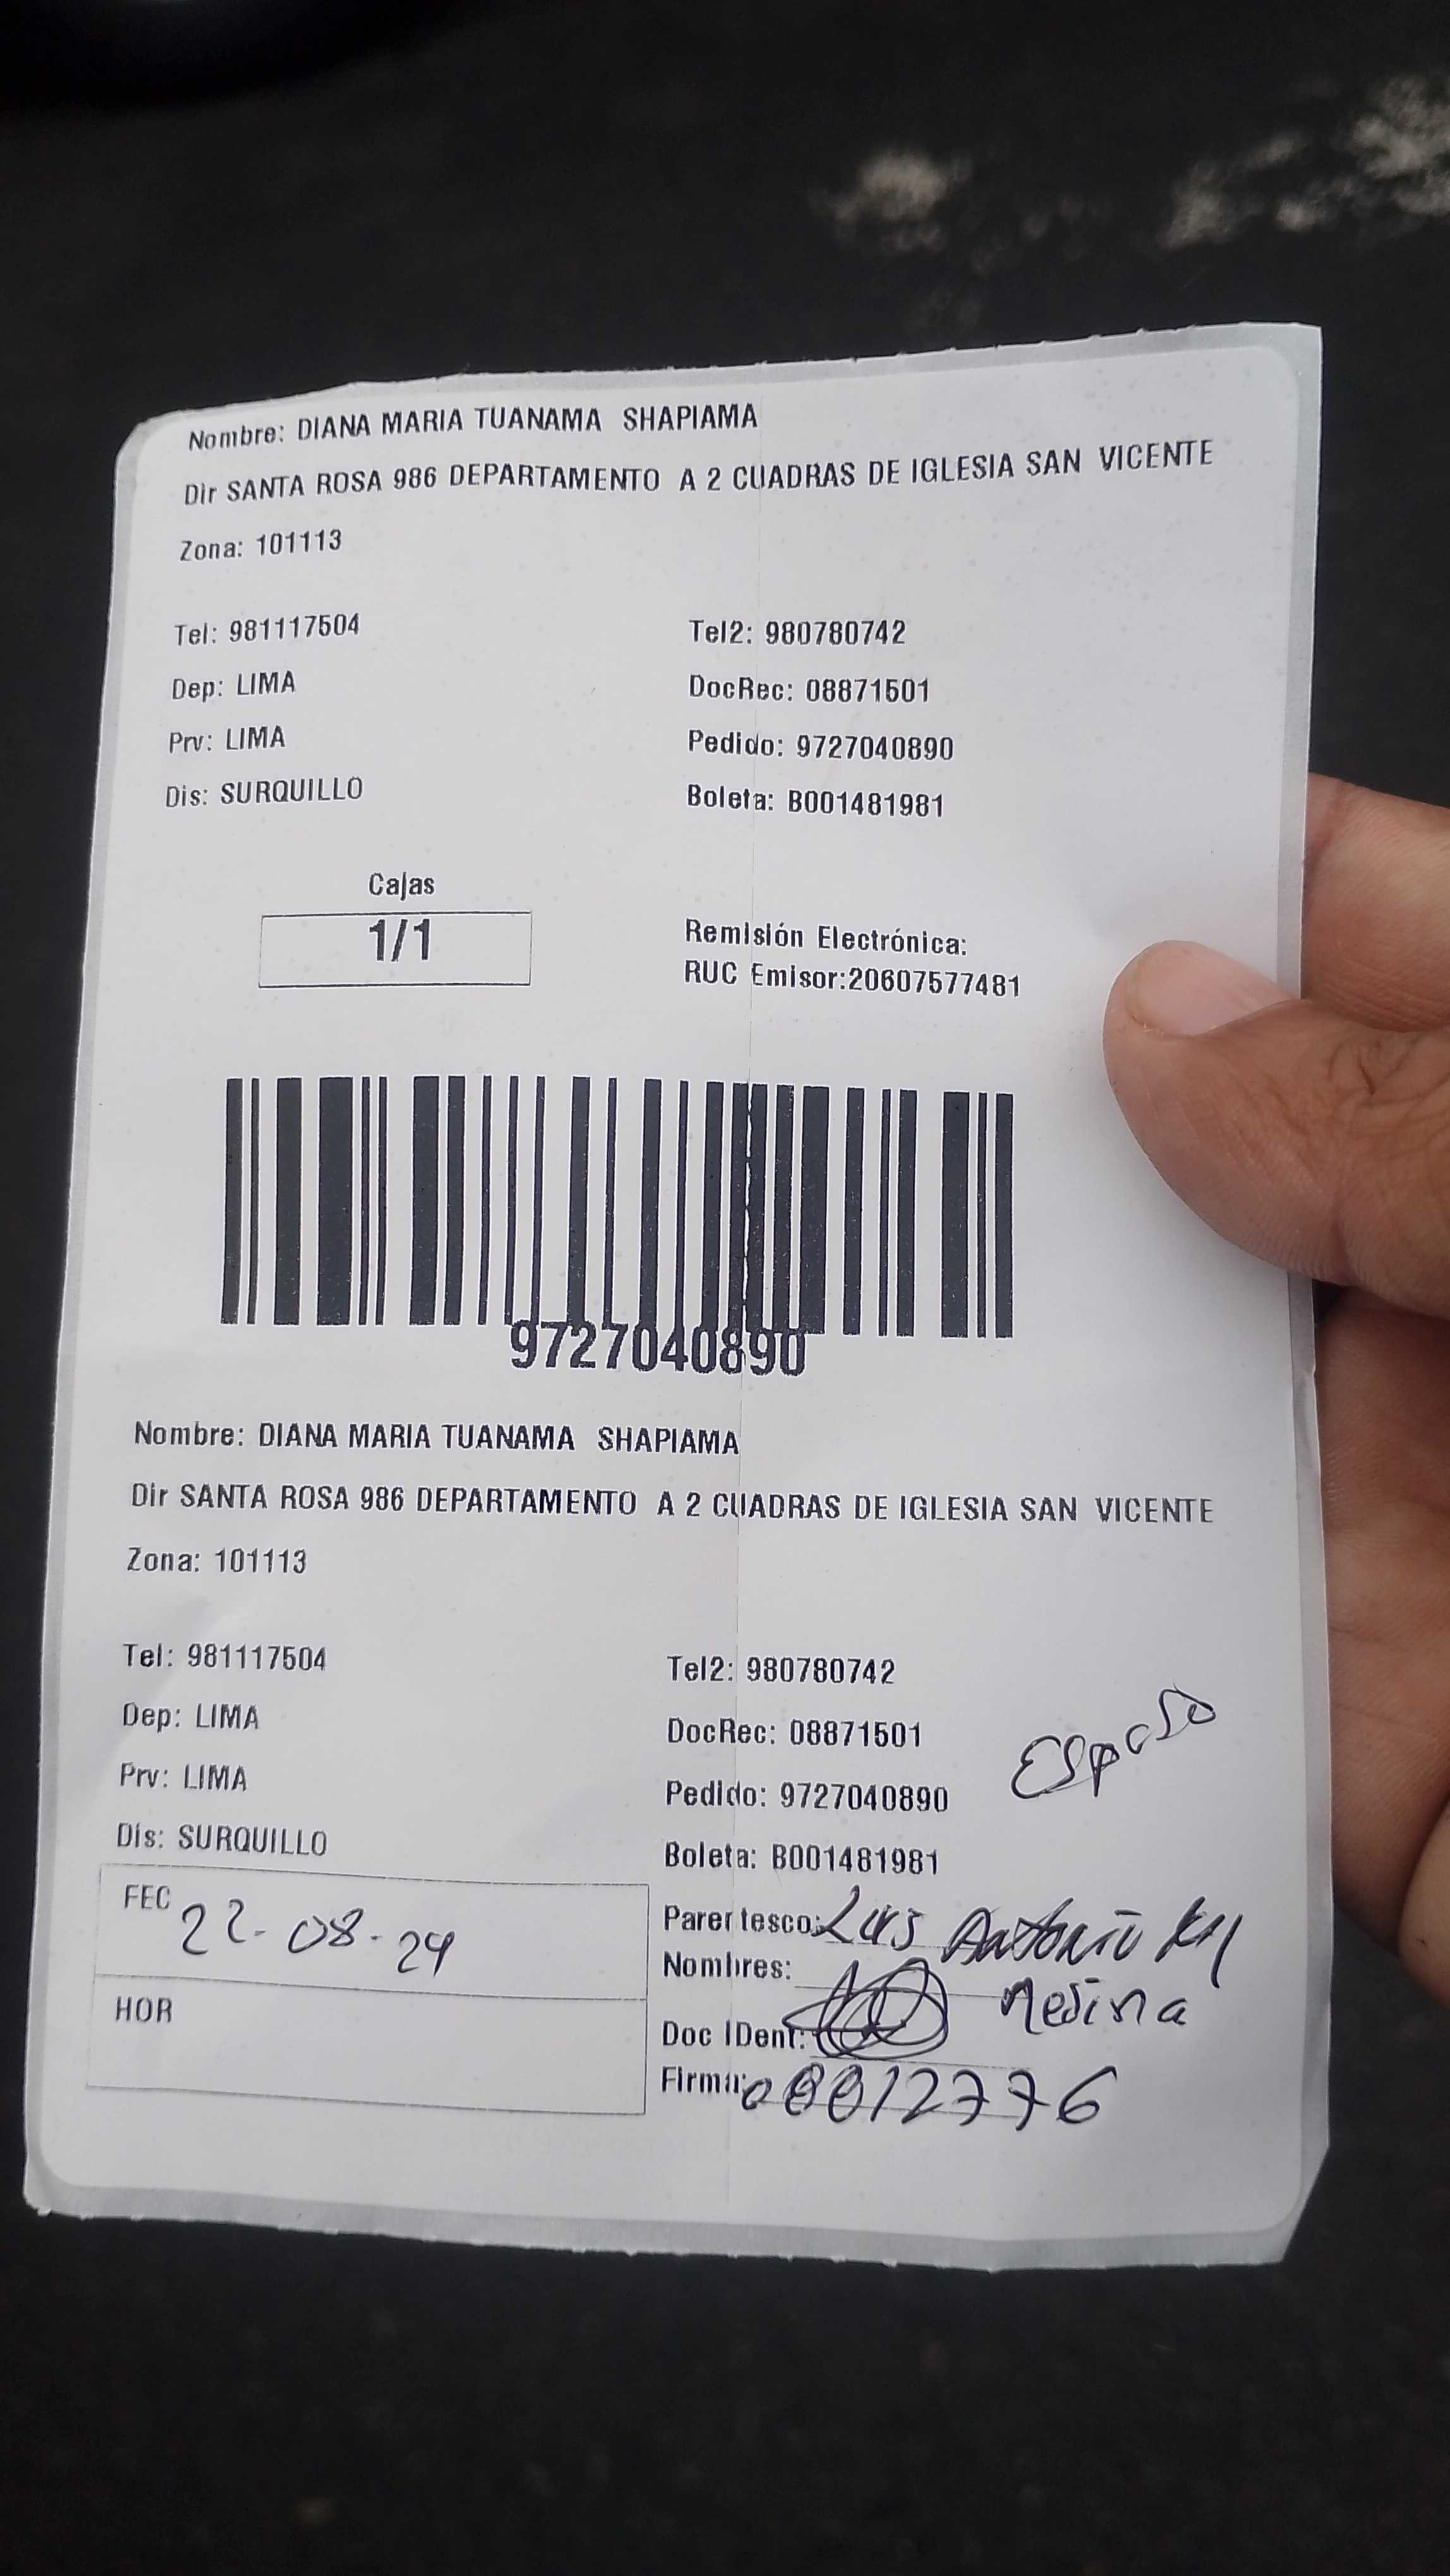 Nombre: DIANA MARIA TUANAMA SHAPIAMA
Dir SANTA ROSA 986 DEPARTAMENTO A 2 CUADRAS DE IGLESIA SAN VICENTE
Zona: 101113
Tel: 981117504 Tel2: 980780742
Dep: LIMA DocRec: 08871501
Prv: LIMA Pedido: 9727040890
Dis: SURQUILLO Boleta: B001481981
Cajas
1/1
Remisión Electrónica:
RUC Emisor:20607577481
9727040890
Nombre: DIANA MARIA TUANAMA SHAPIAMA
Dir SANTA ROSA 986 DEPARTAMENTO A 2 CUADRAS DE IGLESIA SAN VICENTE
Zona: 101113
Tel: 981117504 Tel2: 980780742
Dep: LIMA DocRec: 08871501
Esposo
Prv: LIMA Pedido: 9727040890
Dis: SURQUILLO Boleta: B001481981
FEC 22-08-24 Parertesco: Luis Antonio
Nombres: Medina
HOR Doc IDent:
Firma: